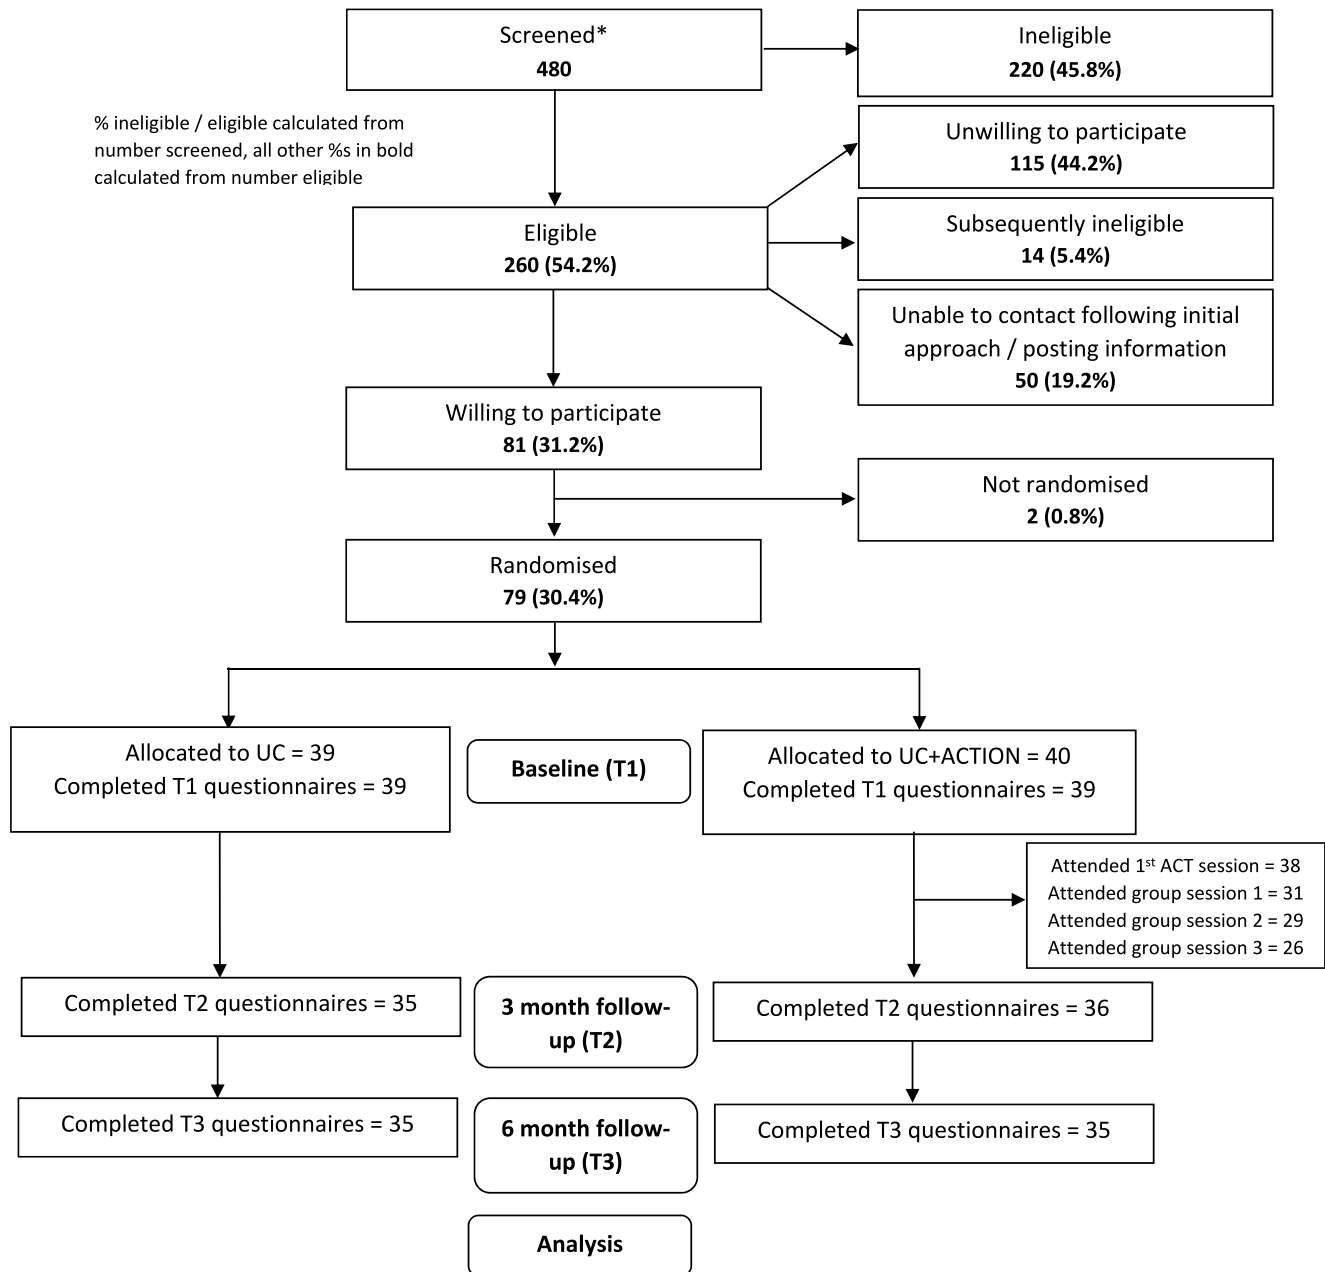 Screened*
480
Ineligible
220 (45.8%)
% ineligible / eligible calculated from
number screened, all other %s in bold
calculated from number eligible
Unwilling to participate
115 (44.2%)
Eligible
260 (54.2%)
Subsequently ineligible
14 (5.4%)
Unable to contact following initial
approach / posting information
50 (19.2%)
Willing to participate
81 (31.2%)
Not randomised
2 (0.8%)
Randomised
79 (30.4%)
Allocated to UC = 39
Completed T1 questionnaires = 39
Baseline (T1)
Allocated to UC+ACTION = 40
Completed T1 questionnaires = 39
Attended 1st ACT session = 38
Attended group session 1 = 31
Attended group session 2 = 29
Attended group session 3 = 26
Completed T2 questionnaires = 35
3 month follow-
up (T2)
Completed T2 questionnaires = 36
Completed T3 questionnaires = 35
6 month follow-
up (T3)
Completed T3 questionnaires = 35
Analysis